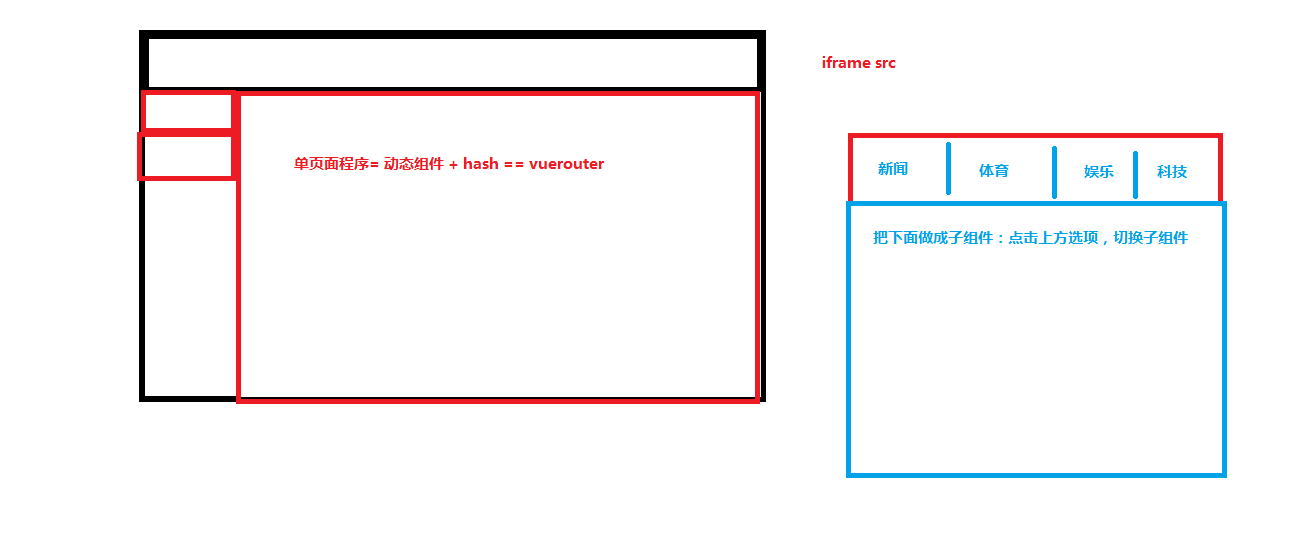 iframe src
单页面程序= 动态组件 + hash == vuerouter
新闻 体育 娱乐 科技
把下面做成子组件：点击上方选项，切换子组件